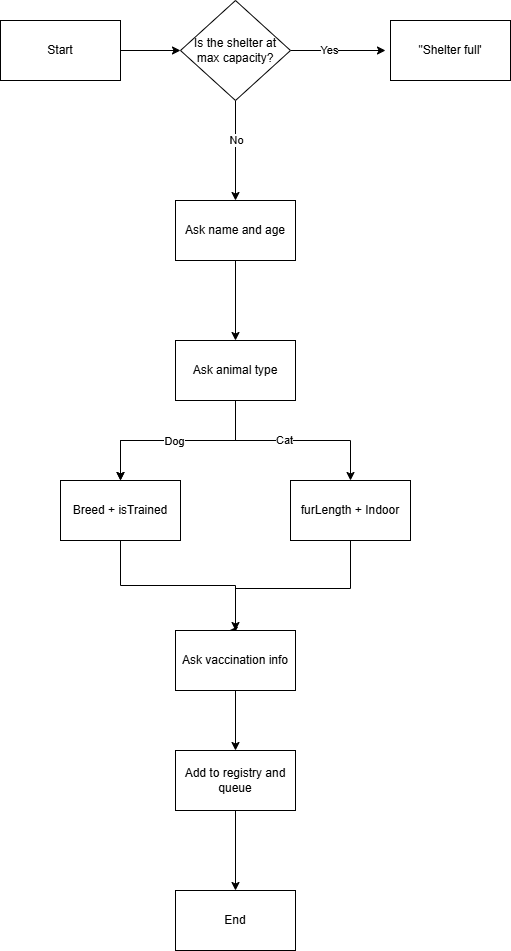 Start
Is the shelter at
max capacity?
Yes
"Shelter full'
No
Ask name and age
Ask animal type
Dog
Cat
Breed + isTrained
furLength + Indoor
Ask vaccination info
Add to registry and
queue
End